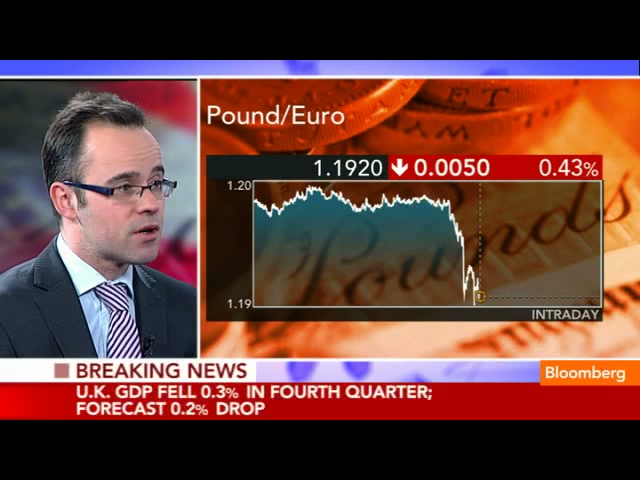 Pound/Euro
1.1920 0.0050 0.43%
1.20
1.19
INTRADAY
Pounds
BREAKING NEWS
Bloomberg
U.K. GDP FELL 0.3% IN FOURTH QUARTER;
FORECAST 0.2% DROP